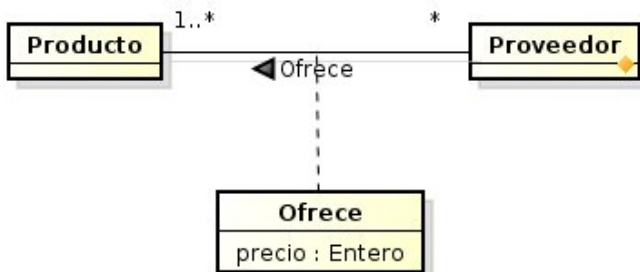 1..* *
Producto Proveedor
Ofrece
Ofrece
precio : Entero